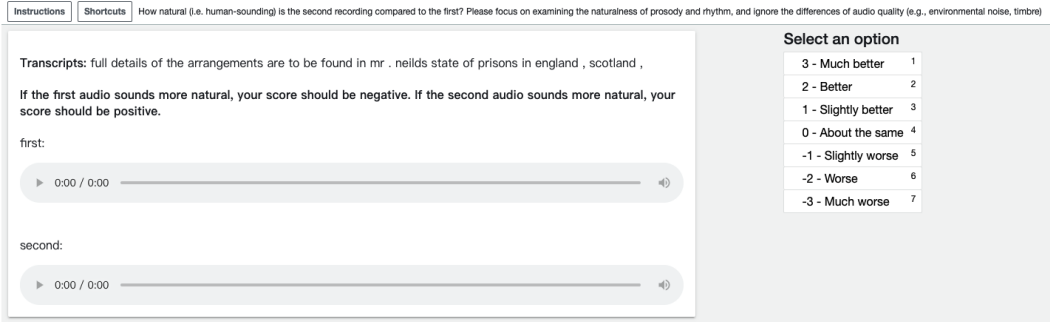 Instructions Shortcuts How natural (i.e. human-sounding) is the second recording compared to the first? Please focus on examining the naturalness of prosody and rhythm, and ignore the differences of audio quality (e.g., environmental noise, timbre)
Transcripts: full details of the arrangements are to be found in mr . neilds state of prisons in england , scotland ,
If the first audio sounds more natural, your score should be negative. If the second audio sounds more natural, your
score should be positive.
first:
0:00 / 0:00
second:
0:00 / 0:00
Select an option
3 - Much better 1
2 - Better 2
1 - Slightly better 3
0 - About the same 4
-1 - Slightly worse 5
-2 - Worse 6
-3 - Much worse 7